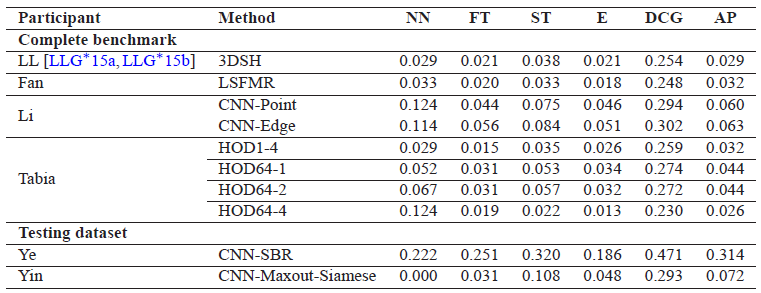 Participant Method NN FT ST E DCG AP
Complete benchmark
LL [LLG*15a, LLG*15b] 3DSH 0.029 0.021 0.038 0.021 0.254 0.029
Fan LSFMR 0.033 0.020 0.033 0.018 0.248 0.032
Li CNN-Point 0.124 0.044 0.075 0.046 0.294 0.060
CNN-Edge 0.114 0.056 0.084 0.051 0.302 0.063
Tabia HOD1-4 0.029 0.015 0.035 0.026 0.259 0.032
HOD64-1 0.052 0.031 0.053 0.034 0.274 0.044
HOD64-2 0.067 0.031 0.057 0.032 0.272 0.044
HOD64-4 0.124 0.019 0.022 0.013 0.230 0.026
Testing dataset
Ye CNN-SBR 0.222 0.251 0.320 0.186 0.471 0.314
Yin CNN-Maxout-Siamese 0.000 0.031 0.108 0.048 0.293 0.072